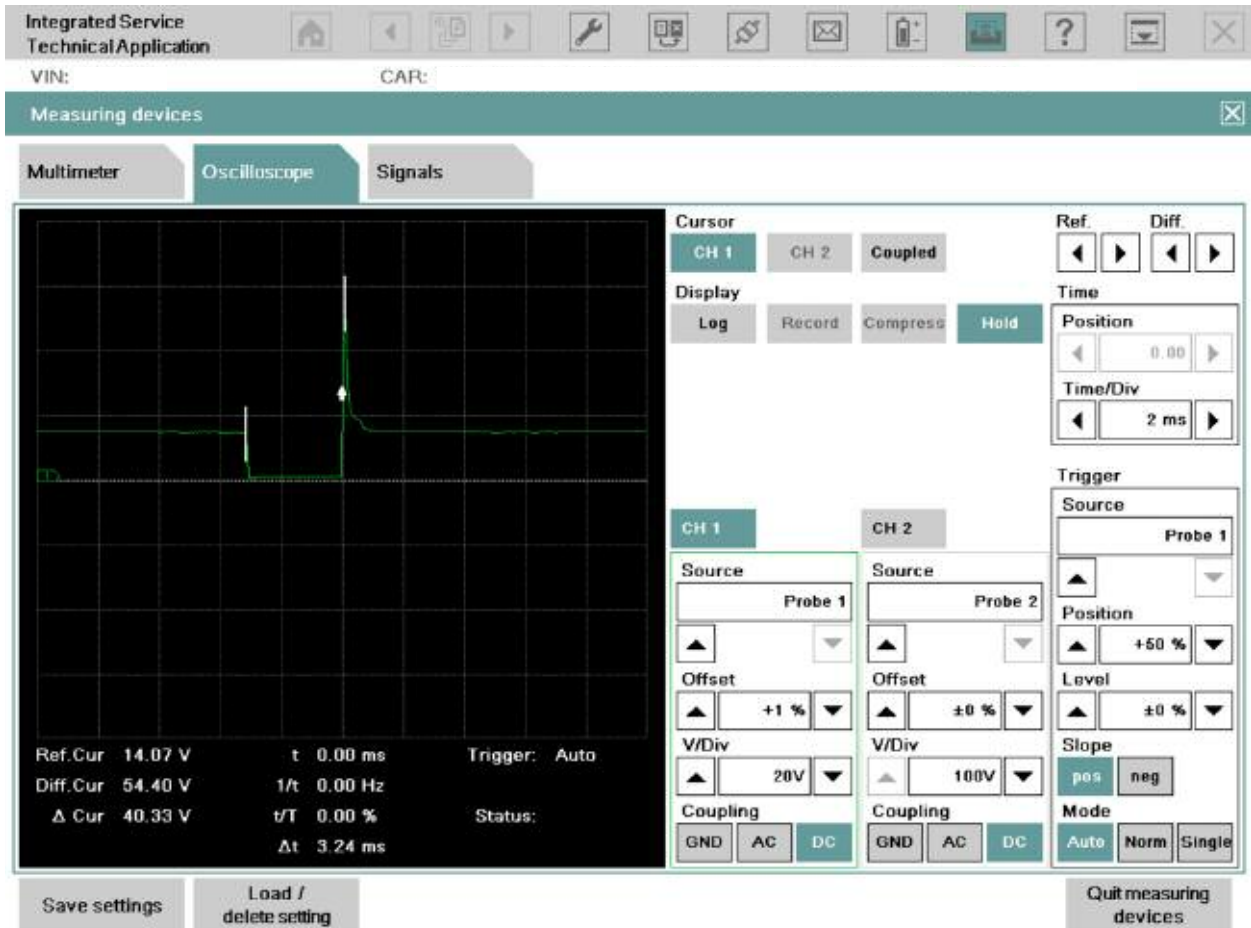 Integrated Service
Technical Application
?
VIN:
CAR:
Measuring devices
Multimeter
Oscilloscope
Signals
1
Ref.Cur 14.07 V
t 0.00 ms
Trigger: Auto
Diff.Cur 54.40 V
1/t 0.00 Hz
Δ Cur 40.33 V
t/T 0.00 %
Status:
Δt 3.24 ms
Cursor
CH 1
CH 2
Coupled
Display
Log
Record
Compress
Hold
CH 1
Source
Probe 1
Offset
+1 %
V/Div
20V
Coupling
GND
AC
DC
CH 2
Source
Probe 2
Offset
±0 %
V/Div
100V
Coupling
GND
AC
DC
Ref.
Diff.
Time
Position
0.00
Time/Div
2 ms
Trigger
Source
Probe 1
Position
+50 %
Level
±0 %
Slope
pos
neg
Mode
Auto
Norm
Single
Save settings
Load /
delete setting
Quit measuring
devices